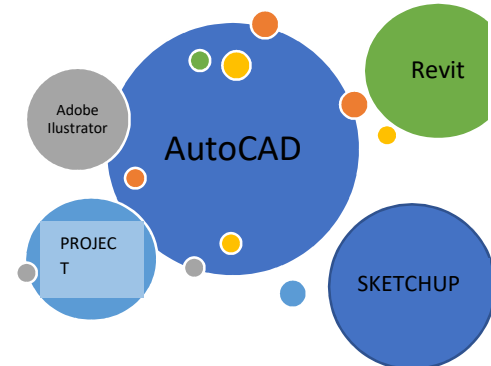 Revit
Adobe
Ilustrator
AutoCAD
PROJEC
T
SKETCHUP